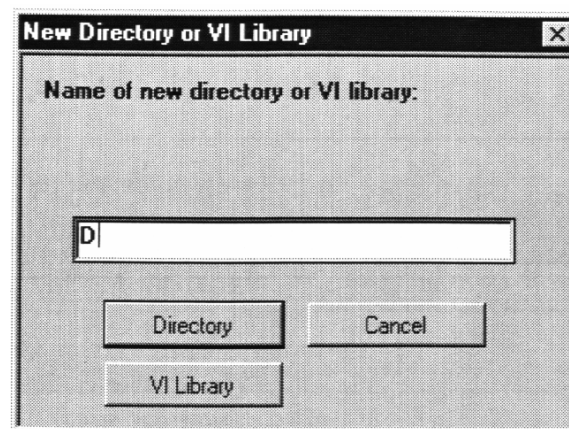 New Directory or VI Library
Name of new directory or VI library:
D
Directory
Cancel
VI Library